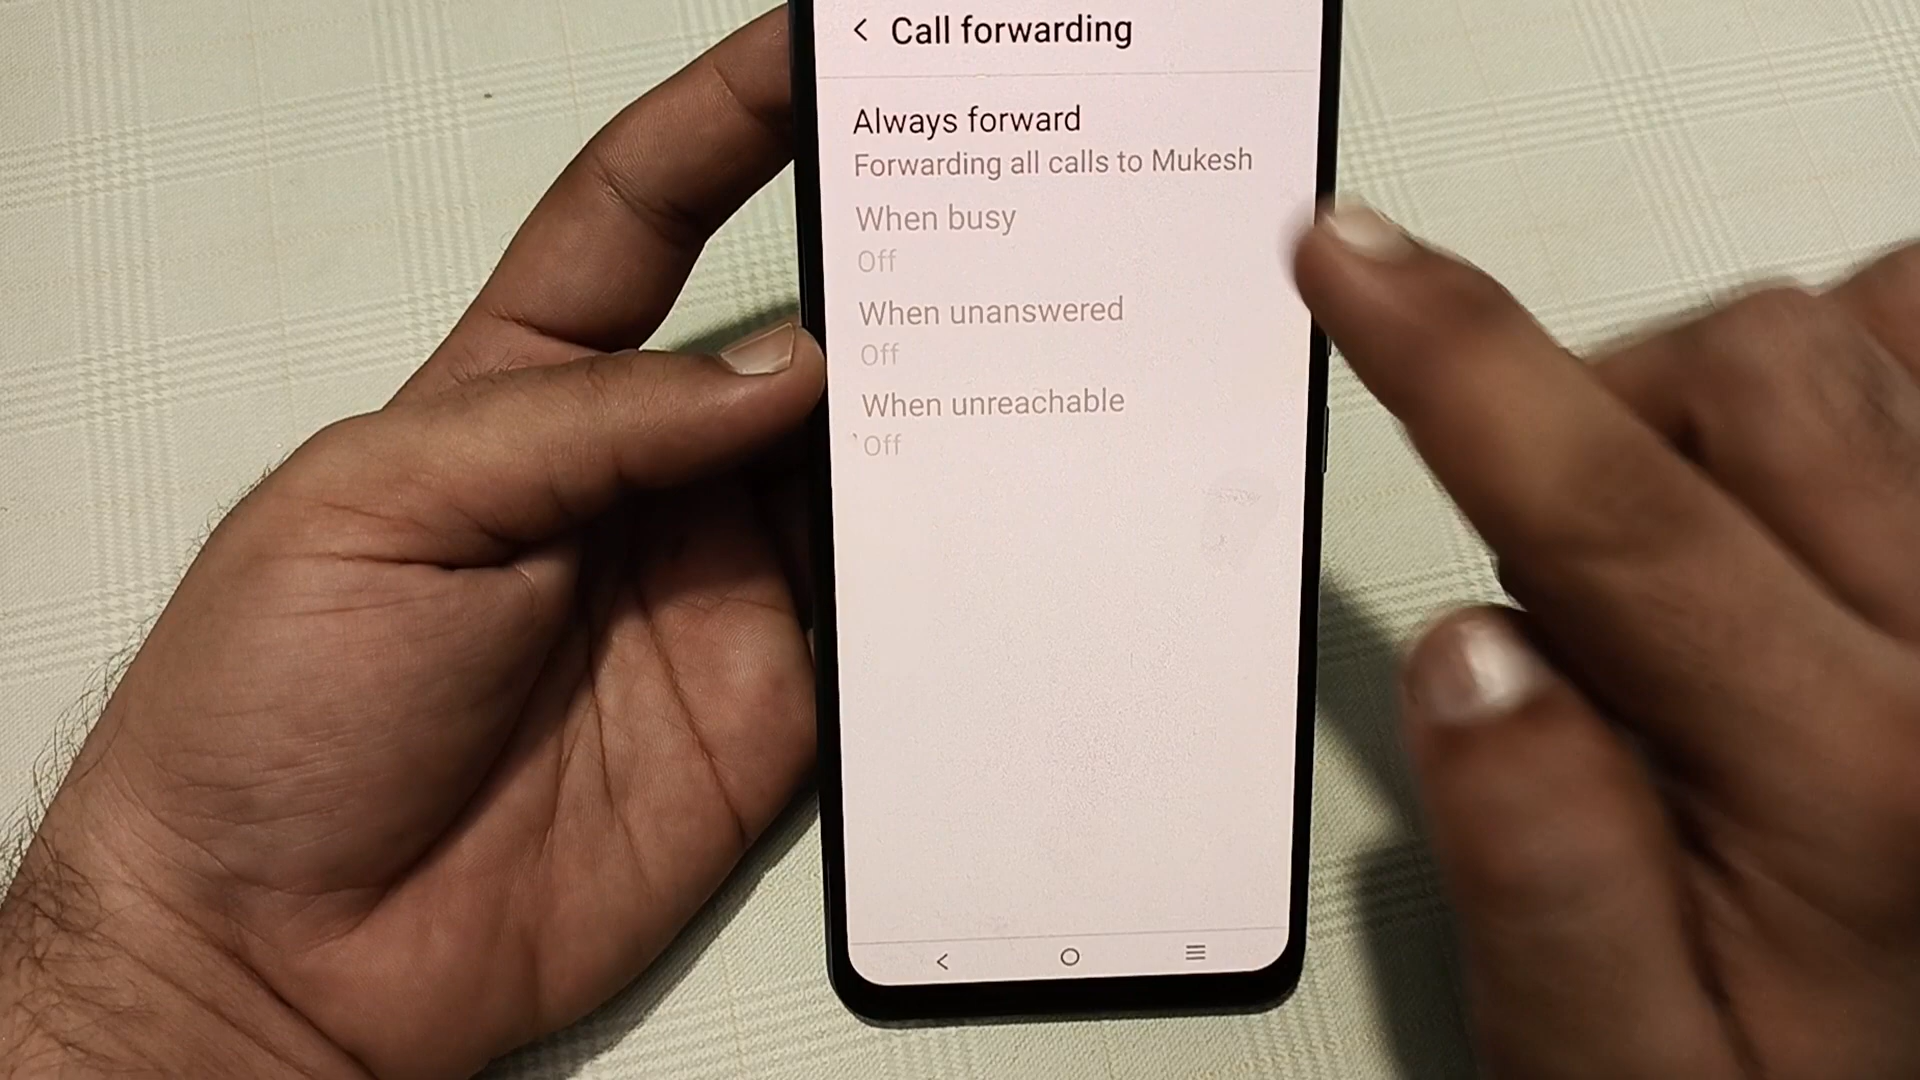 Call forwarding
Always forward
Forwarding all calls to Mukesh
When busy
Off
When unanswered
Off
When unreachable
Off